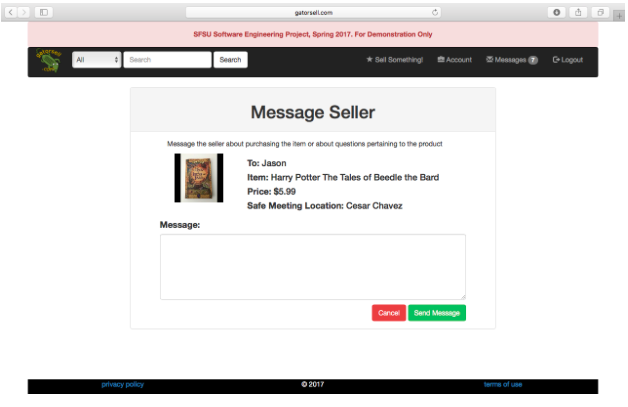 gatorsell.com
SFSU Software Engineering Project, Spring 2017. For Demonstration Only
gatorsell
.com
All
Search
Search
Sell Something!
Account
Messages 7
Logout
Message Seller
Message the seller about purchasing the item or about questions pertaining to the product
To: Jason
Item: Harry Potter The Tales of Beedle the Bard
Price: $5.99
Safe Meeting Location: Cesar Chavez
Message:
Cancel
Send Message
privacy policy
© 2017
terms of use